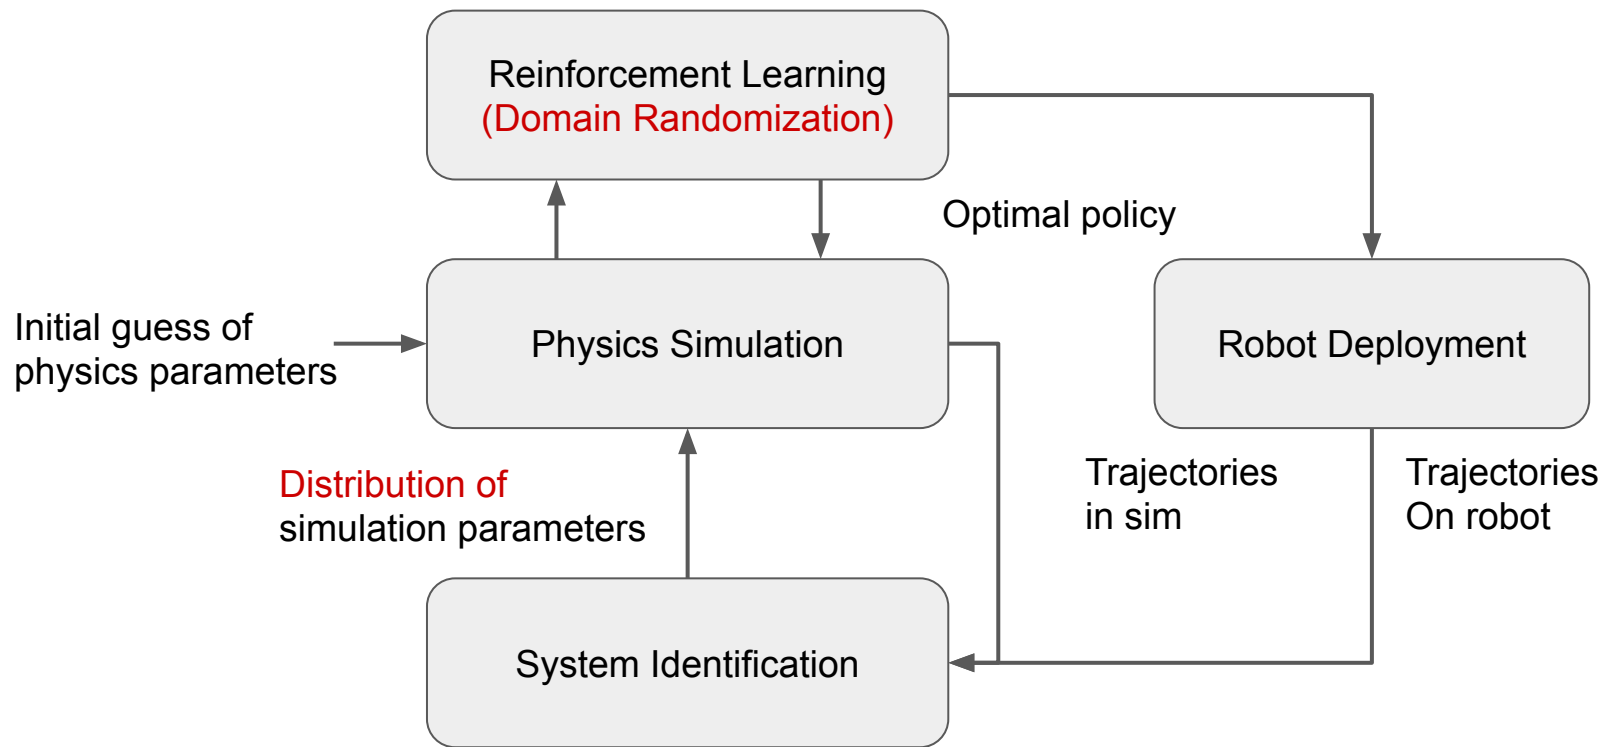 Reinforcement Learning
(Domain Randomization)
Optimal policy
Initial guess of
physics parameters
Physics Simulation
Robot Deployment
Distribution of
simulation parameters
Trajectories
in sim
Trajectories
On robot
System Identification